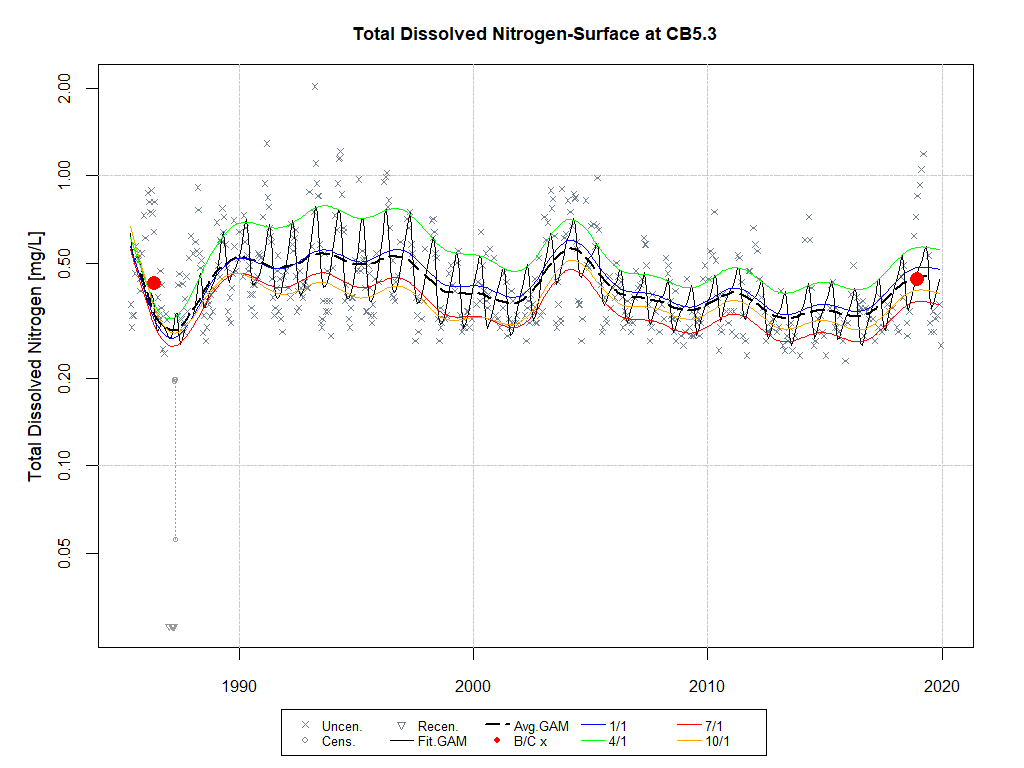 Total Dissolved Nitrogen-Surface at CB5.3
Total Dissolved Nitrogen [mg/L]
2.00
1.00
0.50
0.20
0.10
0.05
1990 2000 2010 2020
Uncen. Recen. Avg.GAM 1/1 7/1
Cens. Fit.GAM B/C x 4/1 10/1